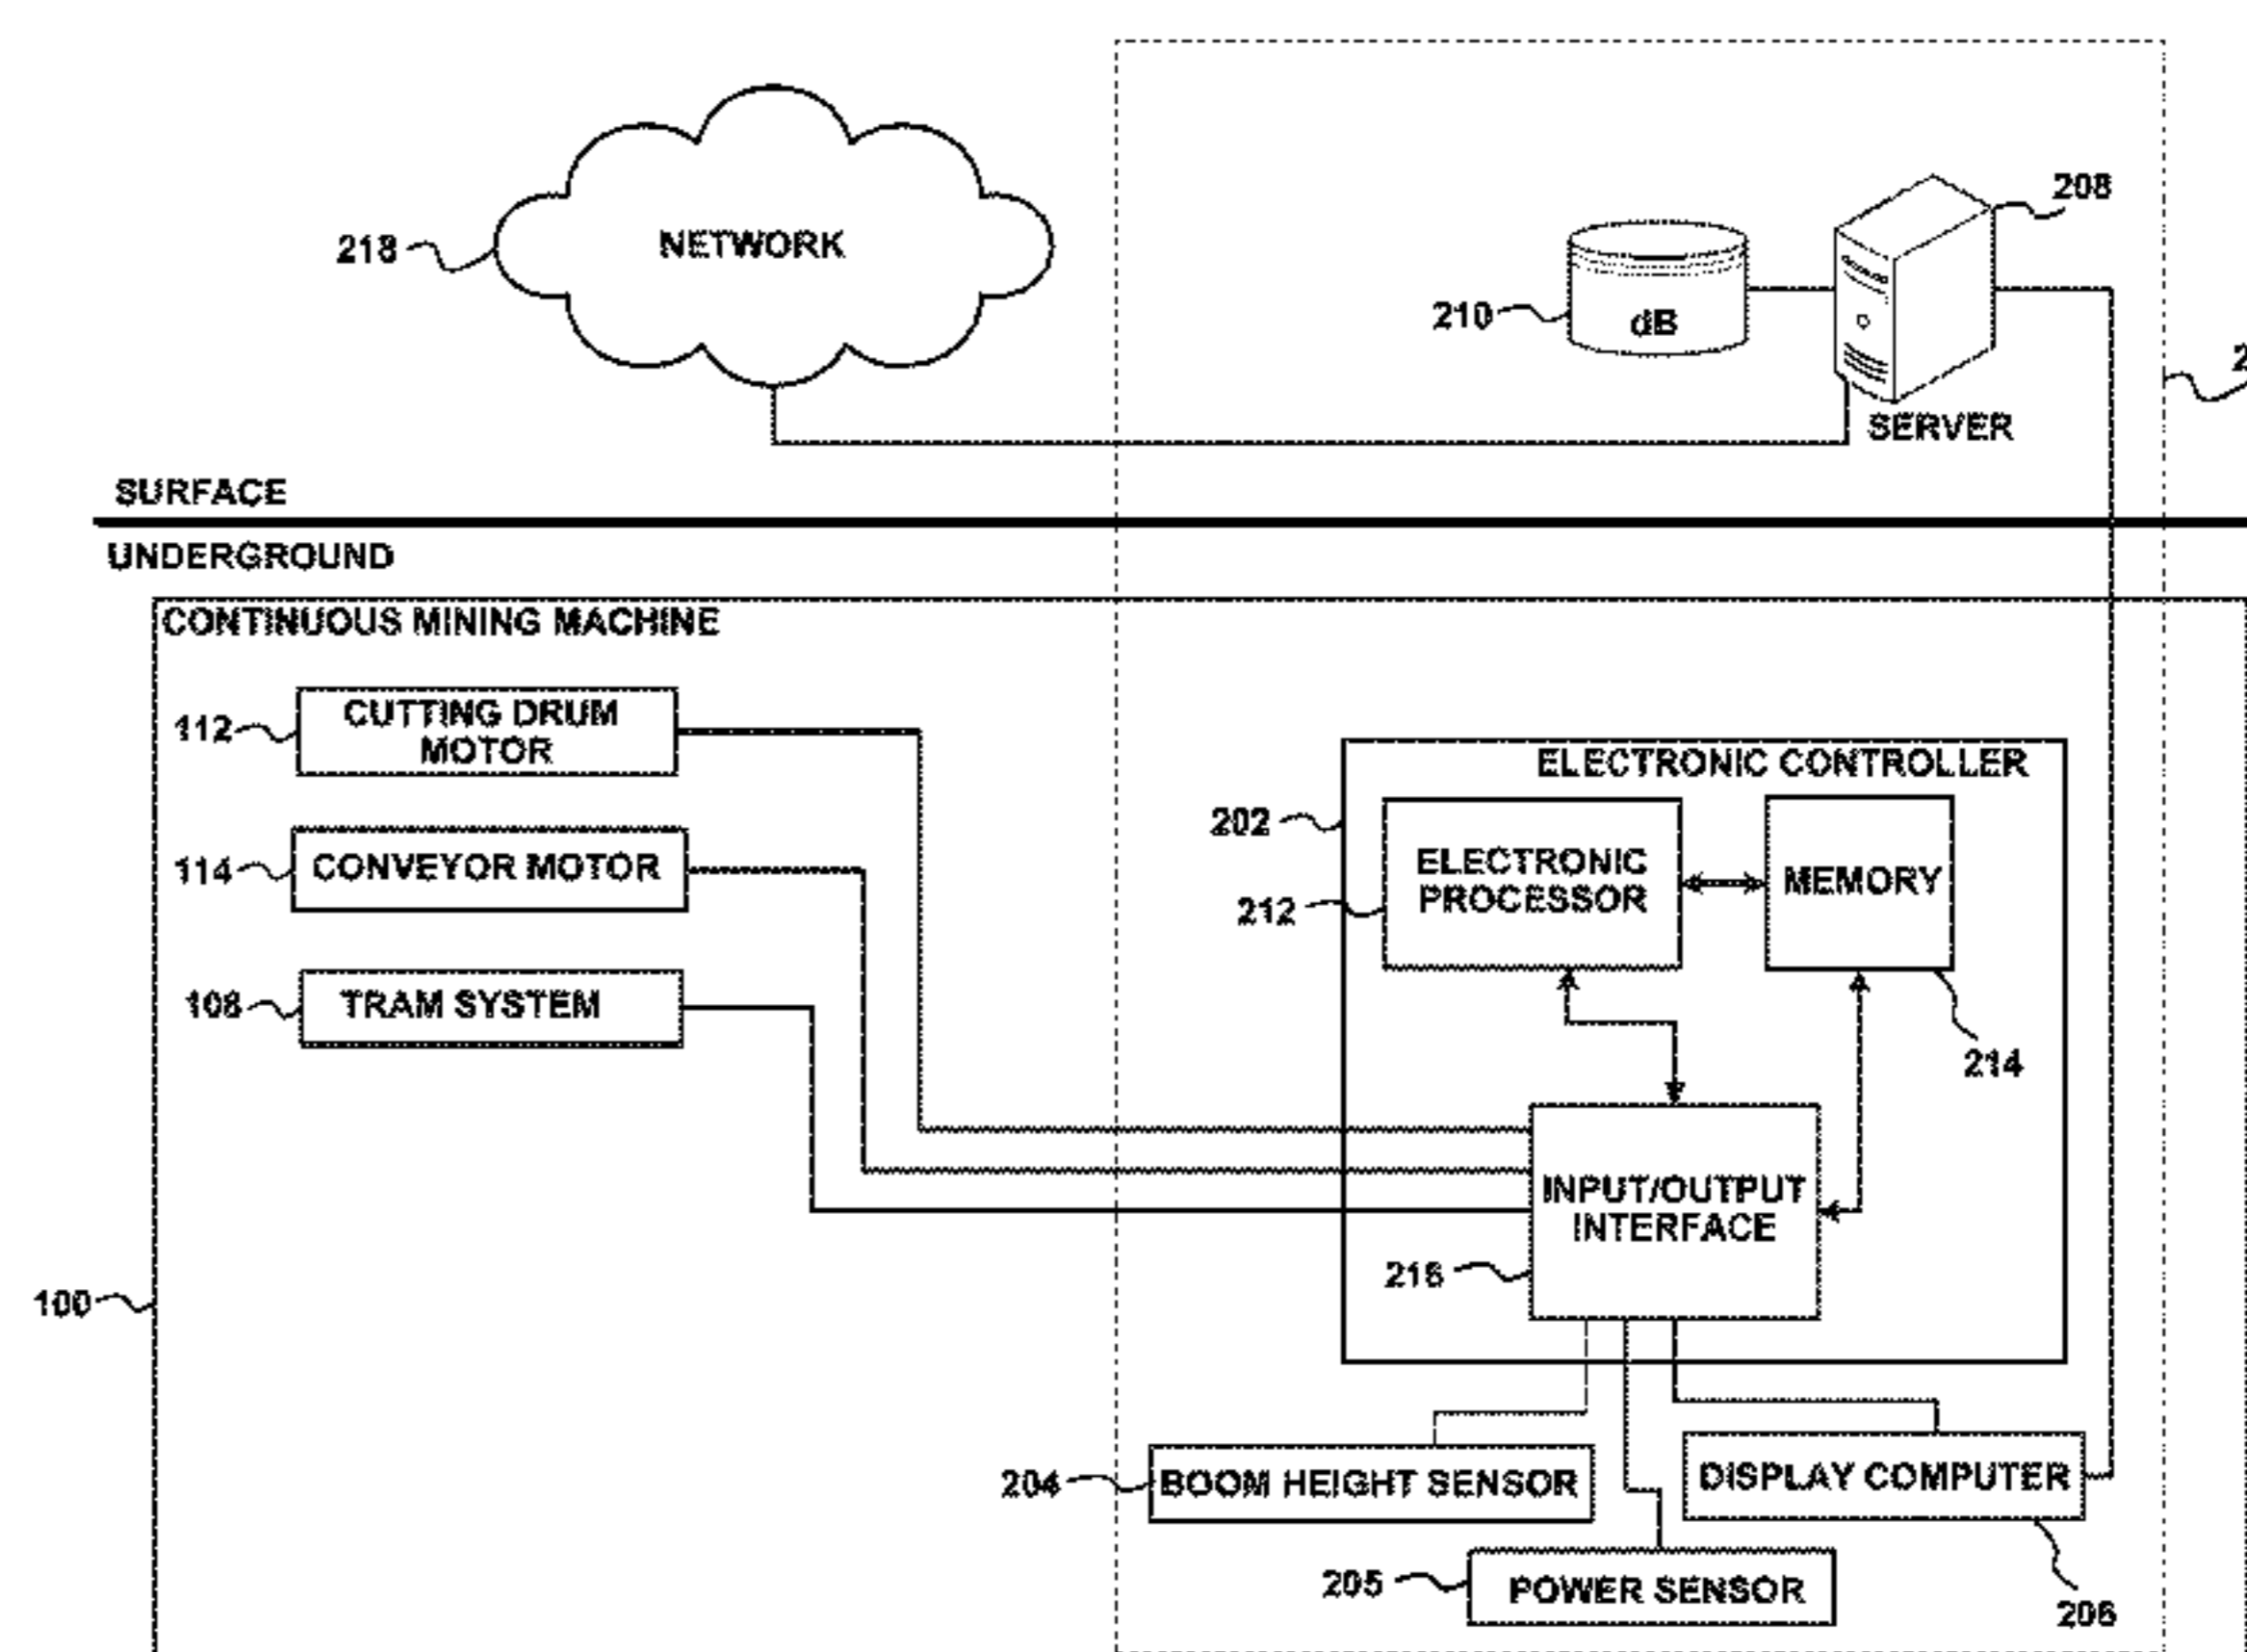 208
218
NETWORK
210
dB
2
SERVER
SURFACE
UNDERGROUND
CONTINUOUS MINING MACHINE
112
CUTTING DRUM
MOTOR
ELECTRONIC CONTROLLER
202
114
CONVEYOR MOTOR
ELECTRONIC
PROCESSOR
MEMORY
212
108
TRAM SYSTEM
214
INPUT/OUTPUT
INTERFACE
216
100
204
BOOM HEIGHT SENSOR
DISPLAY COMPUTER
205
POWER SENSOR
206